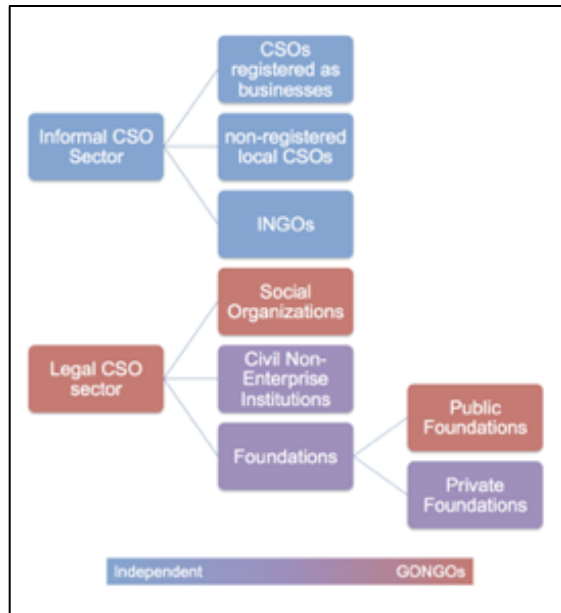 CSOs
registered as
businesses
Informal CSO
Sector
non-registered
local CSOs
INGOs
Social
Organizations
Legal CSO
sector
Civil Non-
Enterprise
Institutions
Foundations
Public
Foundations
Private
Foundations
Independent
GONGOs